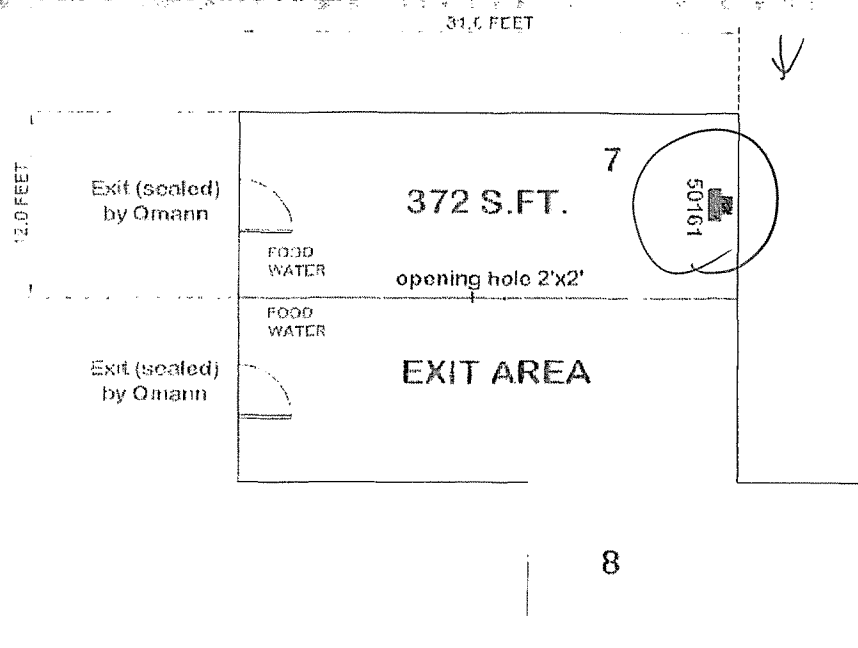 31.0 FEET
12.0 FEET
Exit (sealed)
by Omann
7
372 S.FT.
50161
FOOD
WATER
opening hole 2'x2'
FOOD
WATER
Exit (sealed)
by Omann
EXIT AREA
8